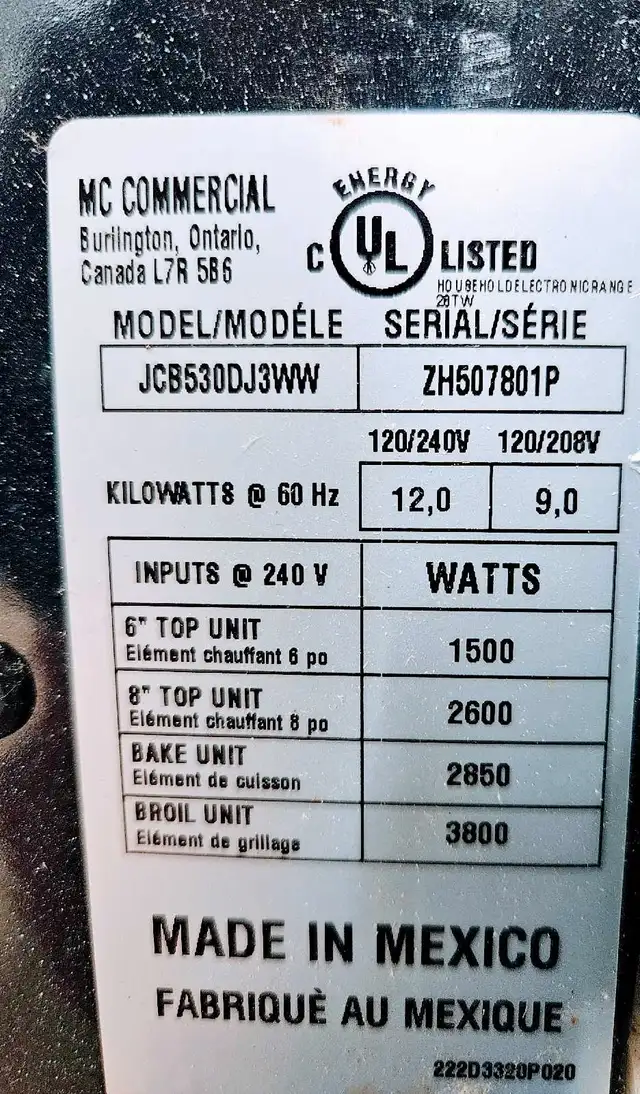 MC COMMERCIAL
Burlington, Ontario,
Canada L7R 5B6
ENERGY
C UL LISTED
HOUSEHOLD ELECTRONIC RANGE
28TW
MODEL/MODÉLE SERIAL/SÉRIE
JCB530DJ3WW ZH507801P
120/240V 120/208V
KILOWATTS @ 60 Hz 12,0 9,0
INPUTS @ 240 V WATTS
6" TOP UNIT
Elément chauffant 6 po 1500
8" TOP UNIT
Elément chauffant 8 po 2600
BAKE UNIT
Elément de cuisson 2850
BROIL UNIT
Elément de grillage 3800
MADE IN MEXICO
FABRIQUÈ AU MEXIQUE
222D3320P020